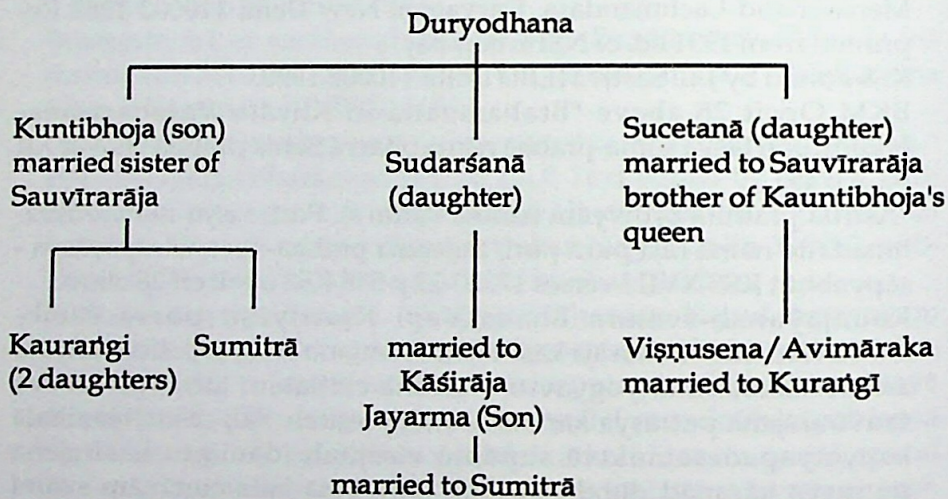 Duryodhana
Kuntibhoja (son)
married sister of
Sauvīrarāja
Sudarśanā
(daughter)
Sucetanā (daughter)
married to Sauvīrarāja
brother of Kauntibhoja's
queen
Kauraṅgi
(2 daughters)
Sumitrā
married to
Kāśirāja
Jayarma (Son)
married to Sumitrā
Viṣṇusena/Avimāraka
married to Kuraṅgī